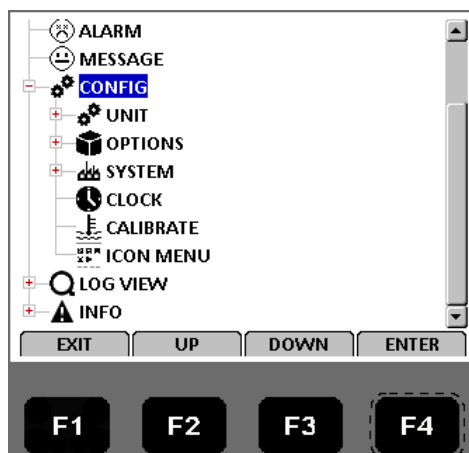 ALARM
MESSAGE
CONFIG
UNIT
OPTIONS
SYSTEM
CLOCK
CALIBRATE
ICON MENU
LOG VIEW
INFO
EXIT UP DOWN ENTER
F1 F2 F3 F4